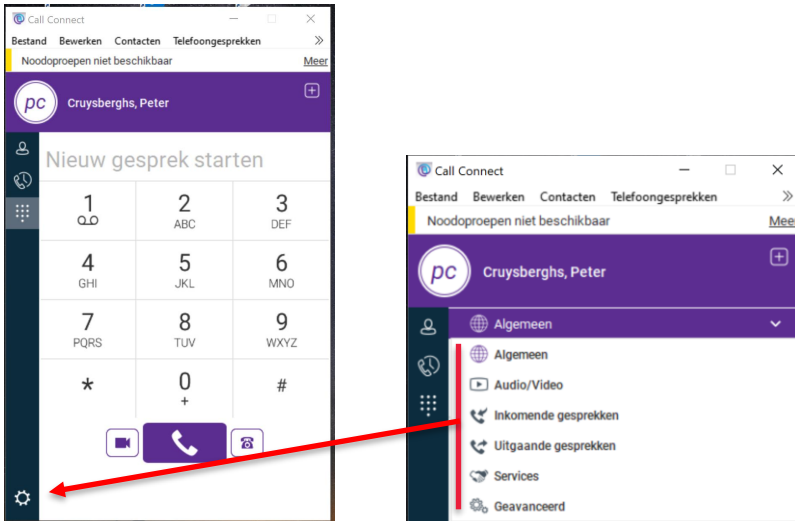 Call Connect
Bestand Bewerken Contacten Telefoongesprekken
Noodoproepen niet beschikbaar Meer
pc Cruysberghs, Peter
Nieuw gesprek starten
1 2 3
ABC DEF
4 5 6
GHI JKL MNO
7 8 9
PQRS TUV WXYZ
* 0 #
+
Call Connect
Bestand Bewerken Contacten Telefoongesprekken
Noodoproepen niet beschikbaar Meer
pc Cruysberghs, Peter
Algemeen
Algemeen
Audio/Video
Inkomende gesprekken
Uitgaande gesprekken
Services
Geavanceerd